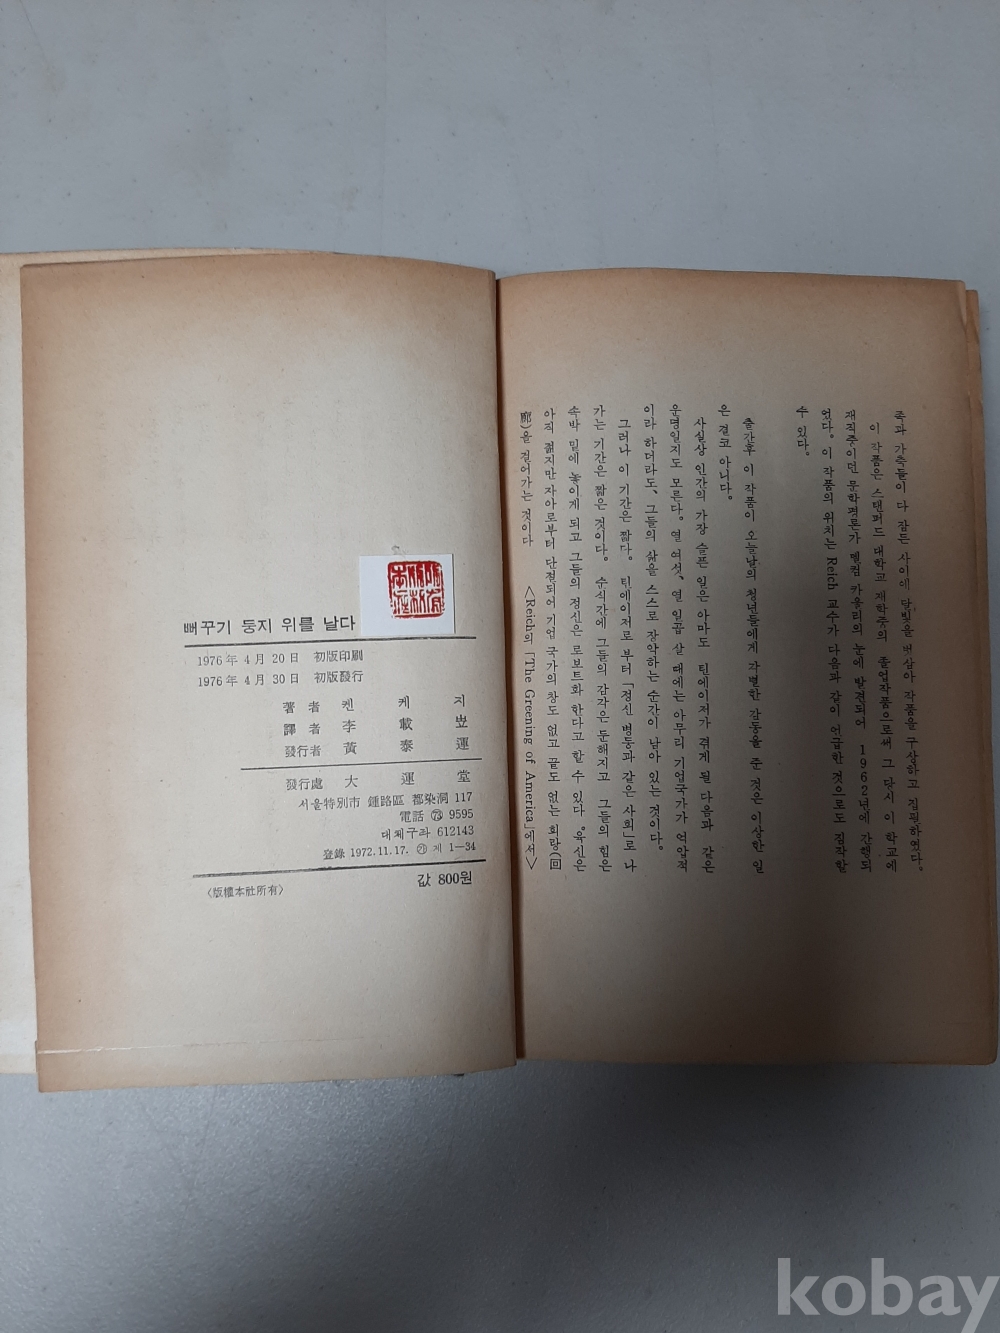 족과 가축들이 다 잠든 사이에 달빛을 벗삼아 작품을 구상하고 집필하였다.
이 작품은 스탠퍼드 대학교 재학중의 졸업작품으로써 그 당시 이 학교에
재직중이던 문학평론가 맬컴 카울리의 눈에 발견되어 1962년에 간행되
었다. 이 작품의 위치는 Reich 교수가 다음과 같이 언급한 것으로도 짐작할
수 있다.
출간후 이 작품이 오늘날의 청년들에게 각별한 감동을 준 것은 이상한 일
은 결코 아니다.
사실상 인간의 가장 슬픈 일은 아마도 틴에이저가 겪게 될 다음과 같은
운명일지도 모른다. 열 여섯、열 일곱 살 때에는 아무리 기업국가가 억압적
이라 하더라도、그들의 삶을 스스로 장악하는 순간이 남아 있는 것이다.
그러나 이 기간은 짧다. 틴에이저로 부터 「정신 병동과 같은 사회」로 나
가는 기간은 짧은 것이다. 순식간에 그들의 감각은 둔해지고 그들의 힘은
속박 밑에 놓이게 되고 그들의 정신은 로보트화 한다고 할 수 있다。육신은
아직 젊지만 자아로부터 단절되어 기업 국가의 창도 없고 끝도 없는 회랑(回
廊)을 걸어가는 것이다 〈Reich의 「The Greening of America」에서〉
뻐꾸기 둥지 위를 날다
1976年 4月 20日 初版印刷
1976年 4月 30日 初版發行
著者 켄 케 지
譯者 李 載
發行者 黃 泰 運
發行處 大 運 堂
서울特別市 鍾路區 都染洞 117
電話 ㉓ 9595
대체구좌 612143
登錄 1972.11.17. ㉑ 제 1—34
값 800원
〈版權本社所有〉
kobay